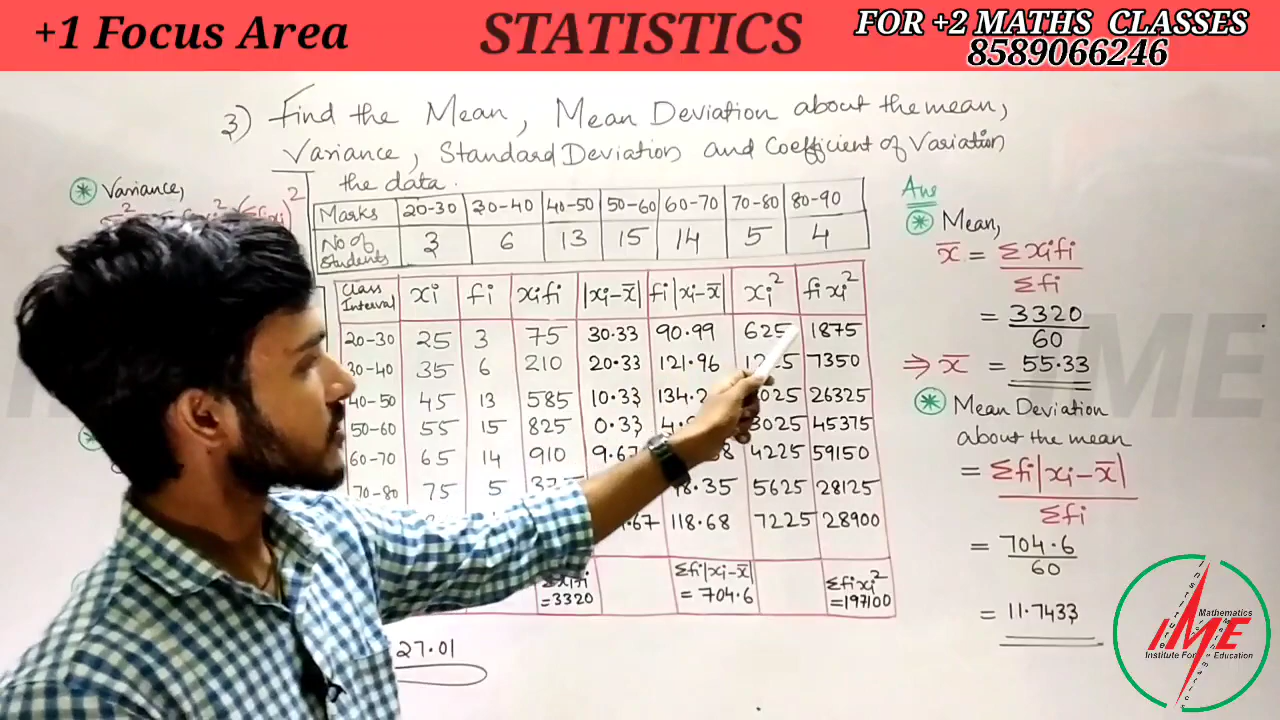 +1 Focus Area
STATISTICS
FOR +2 MATHS CLASSES
8589066246
3) Find the Mean, Mean Deviation about the mean,
Variance, Standard Deviation and Coefficient of Variation
the data.
Marks 20-30 30-40 40-50 50-60 60-70 70-80 80-90
No of Students 3 6 13 15 14 5 4
Class Interval xi fi xifi |xi-x̄| fi|xi-x̄| xi² fixi²
20-30 25 3 75 30.33 90.99 625 1875
30-40 35 6 210 20.33 121.96 7350
40-50 45 13 585 10.33 26325
50-60 55 15 825 0.33 3025 45375
60-70 65 14 910 4225 59150
70-80 75 5 5625 28125
118.68 7225 28900
=3320
Σfi|xi-x̄|
= 704.6
Σfixi²
=197100
27.01
* Variance,
Ans
* Mean,
x̄ = Σxifi
Σfi
= 3320
60
⇒ x̄ = 55.33
* Mean Deviation
about the mean
= Σfi|xi-x̄|
Σfi
= 704.6
60
= 11.7433
IME
Mathematics
Institute For Education